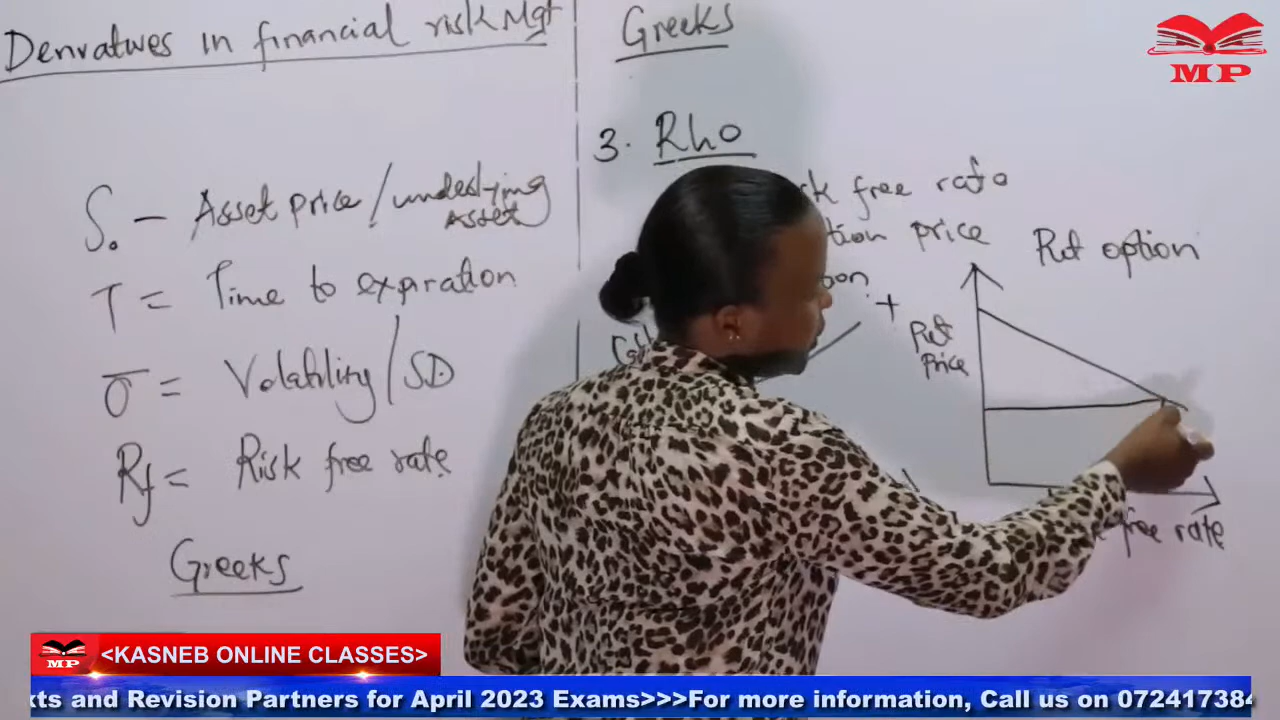 Derivatives in financial risk Mgt
S₀ – Asset price / underlying
Asset
T = Time to expiration
σ = Volatility / SD
Rf = Risk free rate
Greeks
Greeks
3. Rho
free rate
price
+
Put option
Put
Price
free rate
MP
MP
<KASNEB ONLINE CLASSES>
xts and Revision Partners for April 2023 Exams>>>For more information, Call us on 07241738